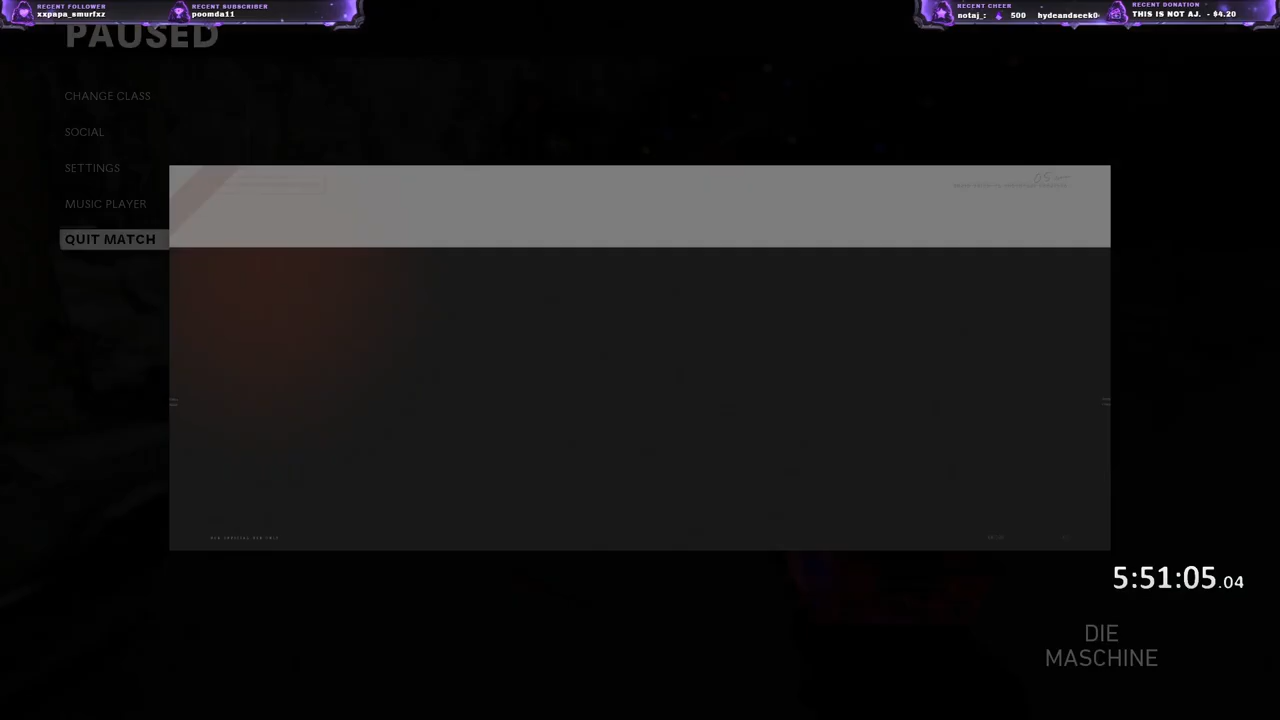 RECENT FOLLOWER
xxpapa_smurfxz
RECENT SUBSCRIBER
poomda11
RECENT CHEER
notaj_: 500 hydeandseek0
RECENT DONATION
THIS IS NOT AJ. - $4.20
PAUSED
CHANGE CLASS
SOCIAL
SETTINGS
MUSIC PLAYER
QUIT MATCH
5:51:05.04
DIE
MASCHINE